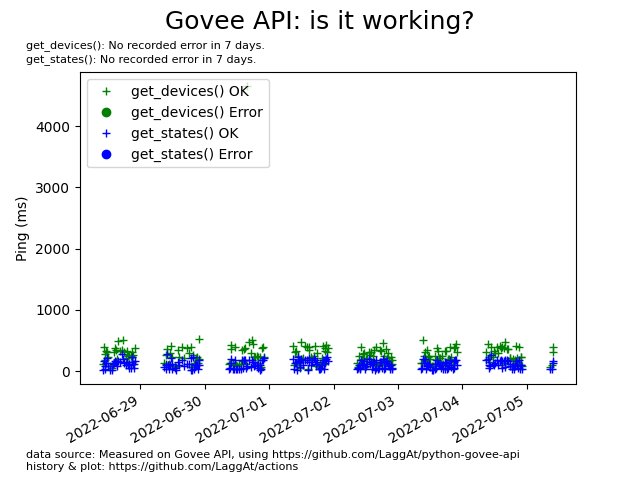 Govee API: is it working?
get_devices(): No recorded error in 7 days.
get_states(): No recorded error in 7 days.
get_devices() OK
get_devices() Error
get_states() OK
get_states() Error
Ping (ms)
4000
3000
2000
1000
0
2022-06-29
2022-06-30
2022-07-01
2022-07-02
2022-07-03
2022-07-04
2022-07-05
data source: Measured on Govee API, using https://github.com/LaggAt/python-govee-api
history & plot: https://github.com/LaggAt/actions